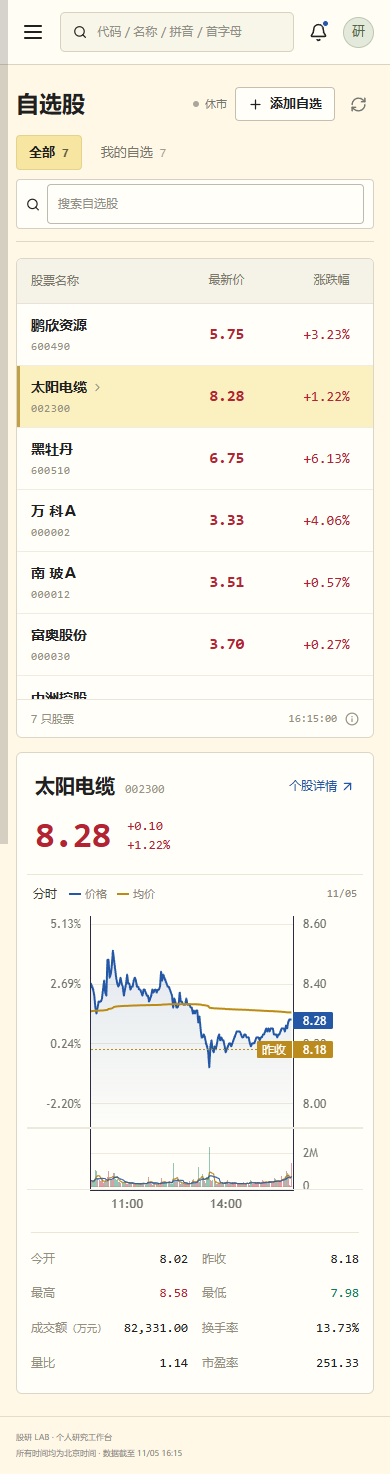 代码 / 名称 / 拼音 / 首字母
研
自选股
休市
添加自选
全部 7
我的自选 7
搜索自选股
股票名称 最新价 涨跌幅
鹏欣资源 5.75 +3.23%
600490
太阳电缆 8.28 +1.22%
002300
黑牡丹 6.75 +6.13%
600510
万 科A 3.33 +4.06%
000002
南 玻A 3.51 +0.57%
000012
富奥股份 3.70 +0.27%
000030
中洲控股
7 只股票 16:15:00
太阳电缆 002300 个股详情
8.28 +0.10
+1.22%
分时 价格 均价 11/05
5.13% 8.60
2.69% 8.40
8.28
0.24% 昨收 8.18
-2.20% 8.00
2M
0
11:00 14:00
今开 8.02 昨收 8.18
最高 8.58 最低 7.98
成交额 (万元) 82,331.00 换手率 13.73%
量比 1.14 市盈率 251.33
股研 LAB · 个人研究工作台
所有时间均为北京时间 · 数据截至 11/05 16:15